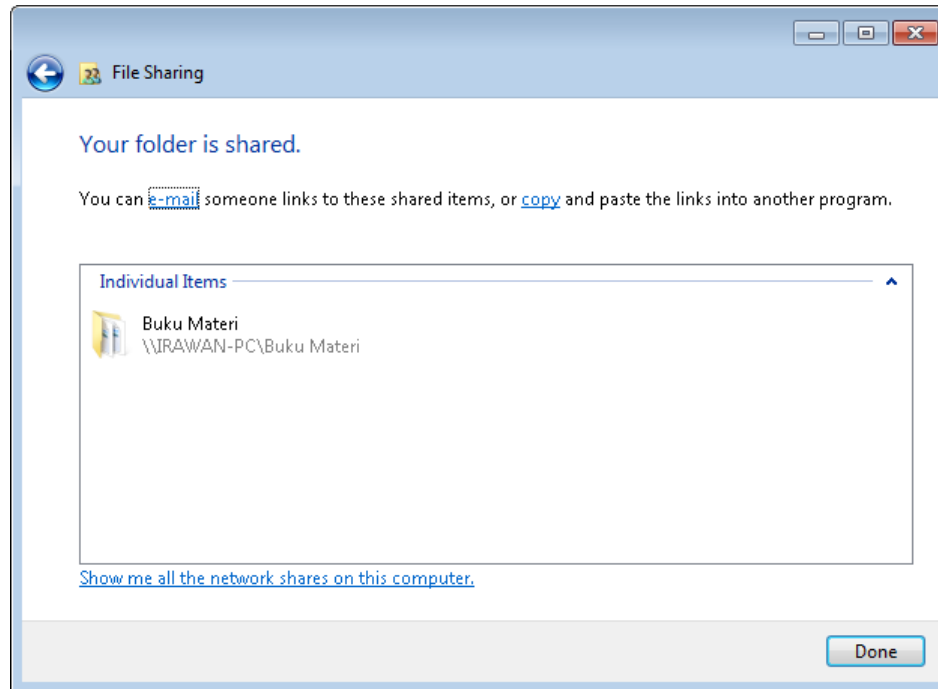 File Sharing
Your folder is shared.
You can e-mail someone links to these shared items, or copy and paste the links into another program.
Individual Items
Buku Materi
\\IRAWAN-PC\Buku Materi
Show me all the network shares on this computer.
Done